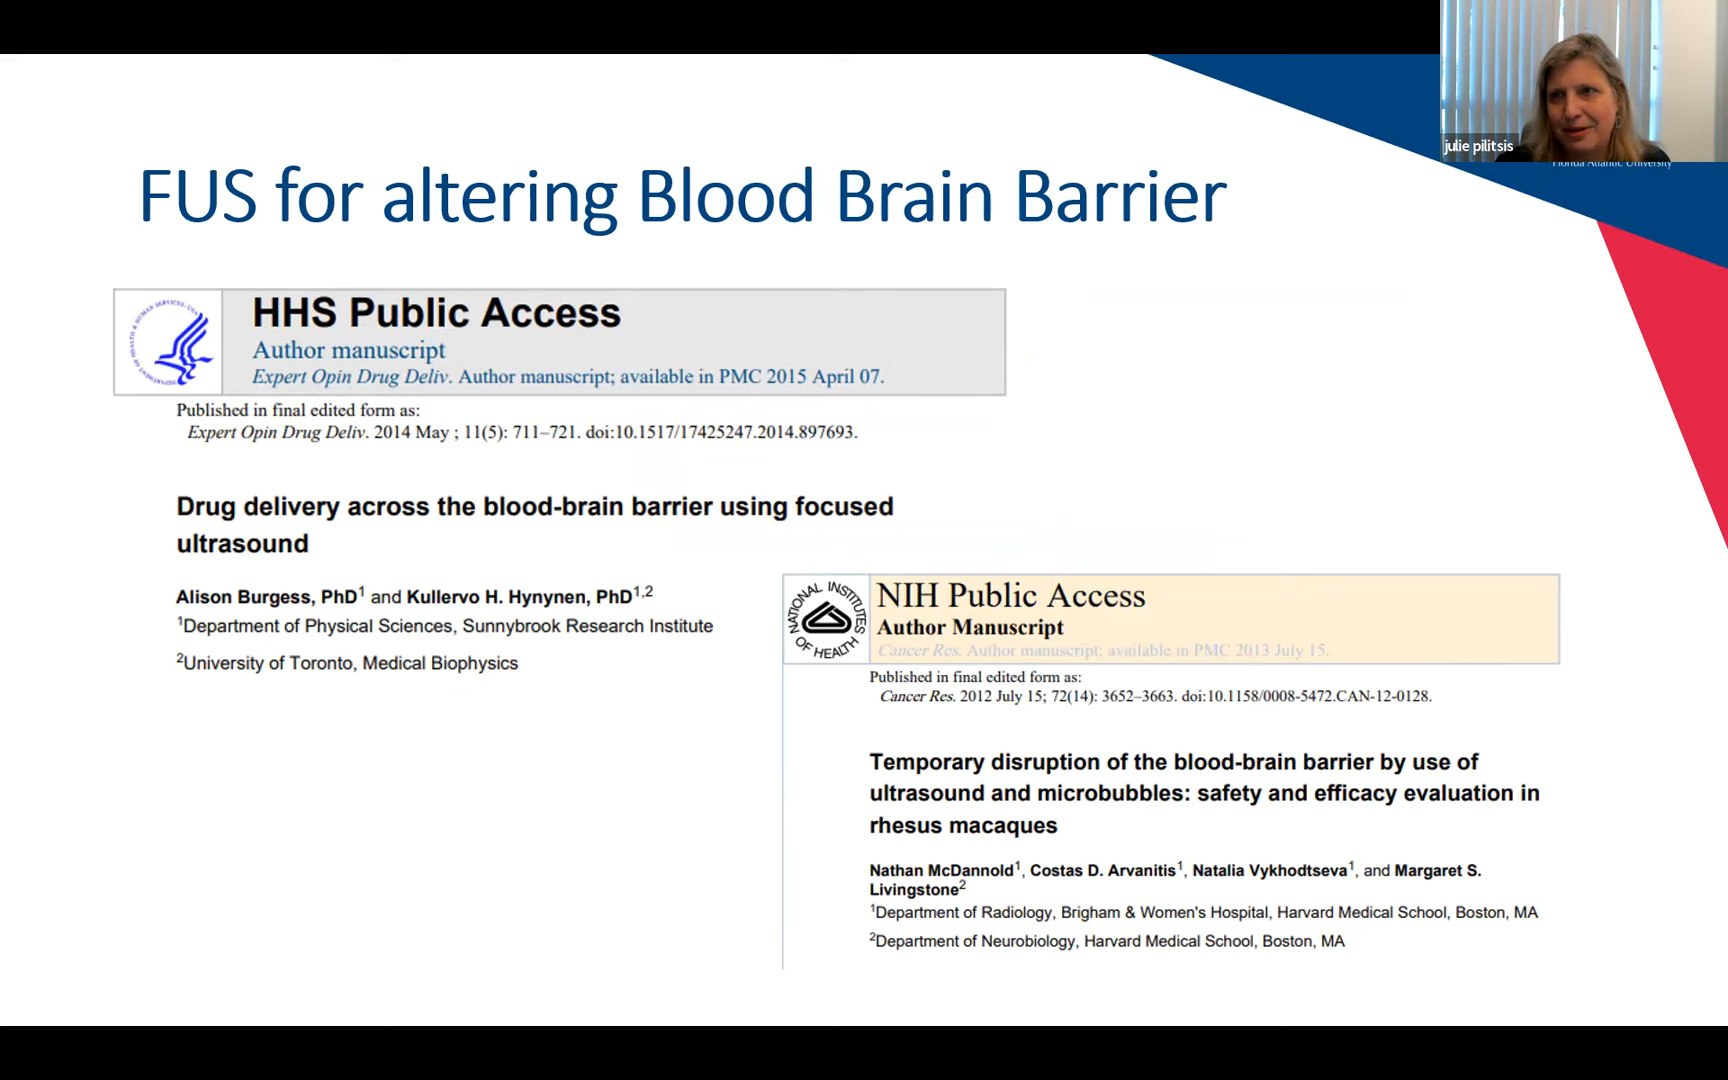 julie pilitsis
Florida Atlantic University
FUS for altering Blood Brain Barrier
HHS Public Access
Author manuscript
Expert Opin Drug Deliv. Author manuscript; available in PMC 2015 April 07.
Published in final edited form as:
Expert Opin Drug Deliv. 2014 May ; 11(5): 711–721. doi:10.1517/17425247.2014.897693.
Drug delivery across the blood-brain barrier using focused
ultrasound
Alison Burgess, PhD1 and Kullervo H. Hynynen, PhD1,2
1Department of Physical Sciences, Sunnybrook Research Institute
2University of Toronto, Medical Biophysics
NATIONAL INSTITUTES OF HEALTH
NIH Public Access
Author Manuscript
Cancer Res. Author manuscript; available in PMC 2013 July 15.
Published in final edited form as:
Cancer Res. 2012 July 15; 72(14): 3652–3663. doi:10.1158/0008-5472.CAN-12-0128.
Temporary disruption of the blood-brain barrier by use of
ultrasound and microbubbles: safety and efficacy evaluation in
rhesus macaques
Nathan McDannold1, Costas D. Arvanitis1, Natalia Vykhodtseva1, and Margaret S.
Livingstone2
1Department of Radiology, Brigham & Women's Hospital, Harvard Medical School, Boston, MA
2Department of Neurobiology, Harvard Medical School, Boston, MA